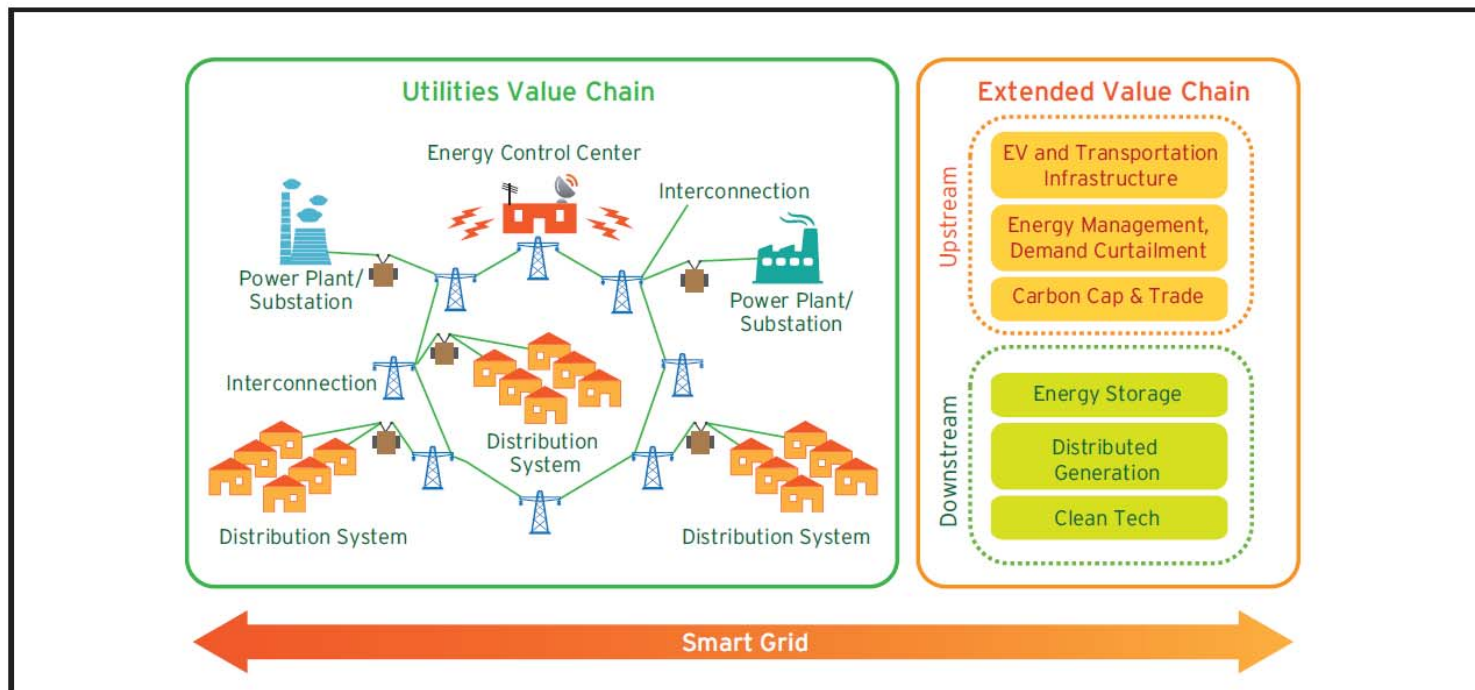 Utilities Value Chain
Energy Control Center
Interconnection
Power Plant/
Substation
Power Plant/
Substation
Interconnection
Distribution
System
Distribution System
Distribution System
Extended Value Chain
Upstream
EV and Transportation
Infrastructure
Energy Management,
Demand Curtailment
Carbon Cap & Trade
Downstream
Energy Storage
Distributed
Generation
Clean Tech
Smart Grid